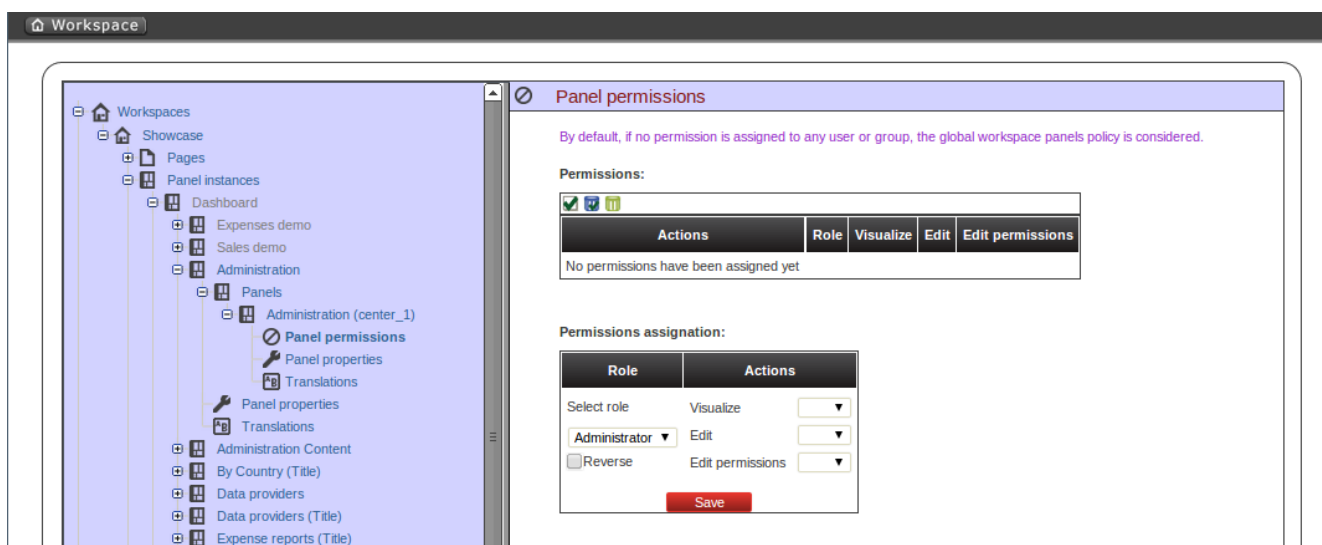 Workspace
Workspaces
Showcase
Pages
Panel instances
Dashboard
Expenses demo
Sales demo
Administration
Panels
Administration (center_1)
Panel permissions
Panel properties
Translations
Panel properties
Translations
Administration Content
By Country (Title)
Data providers
Data providers (Title)
Expense reports (Title)
Panel permissions
By default, if no permission is assigned to any user or group, the global workspace panels policy is considered.
Permissions:
Actions Role Visualize Edit Edit permissions
No permissions have been assigned yet
Permissions assignation:
Role Actions
Select role Visualize
Administrator Edit
Reverse Edit permissions
Save